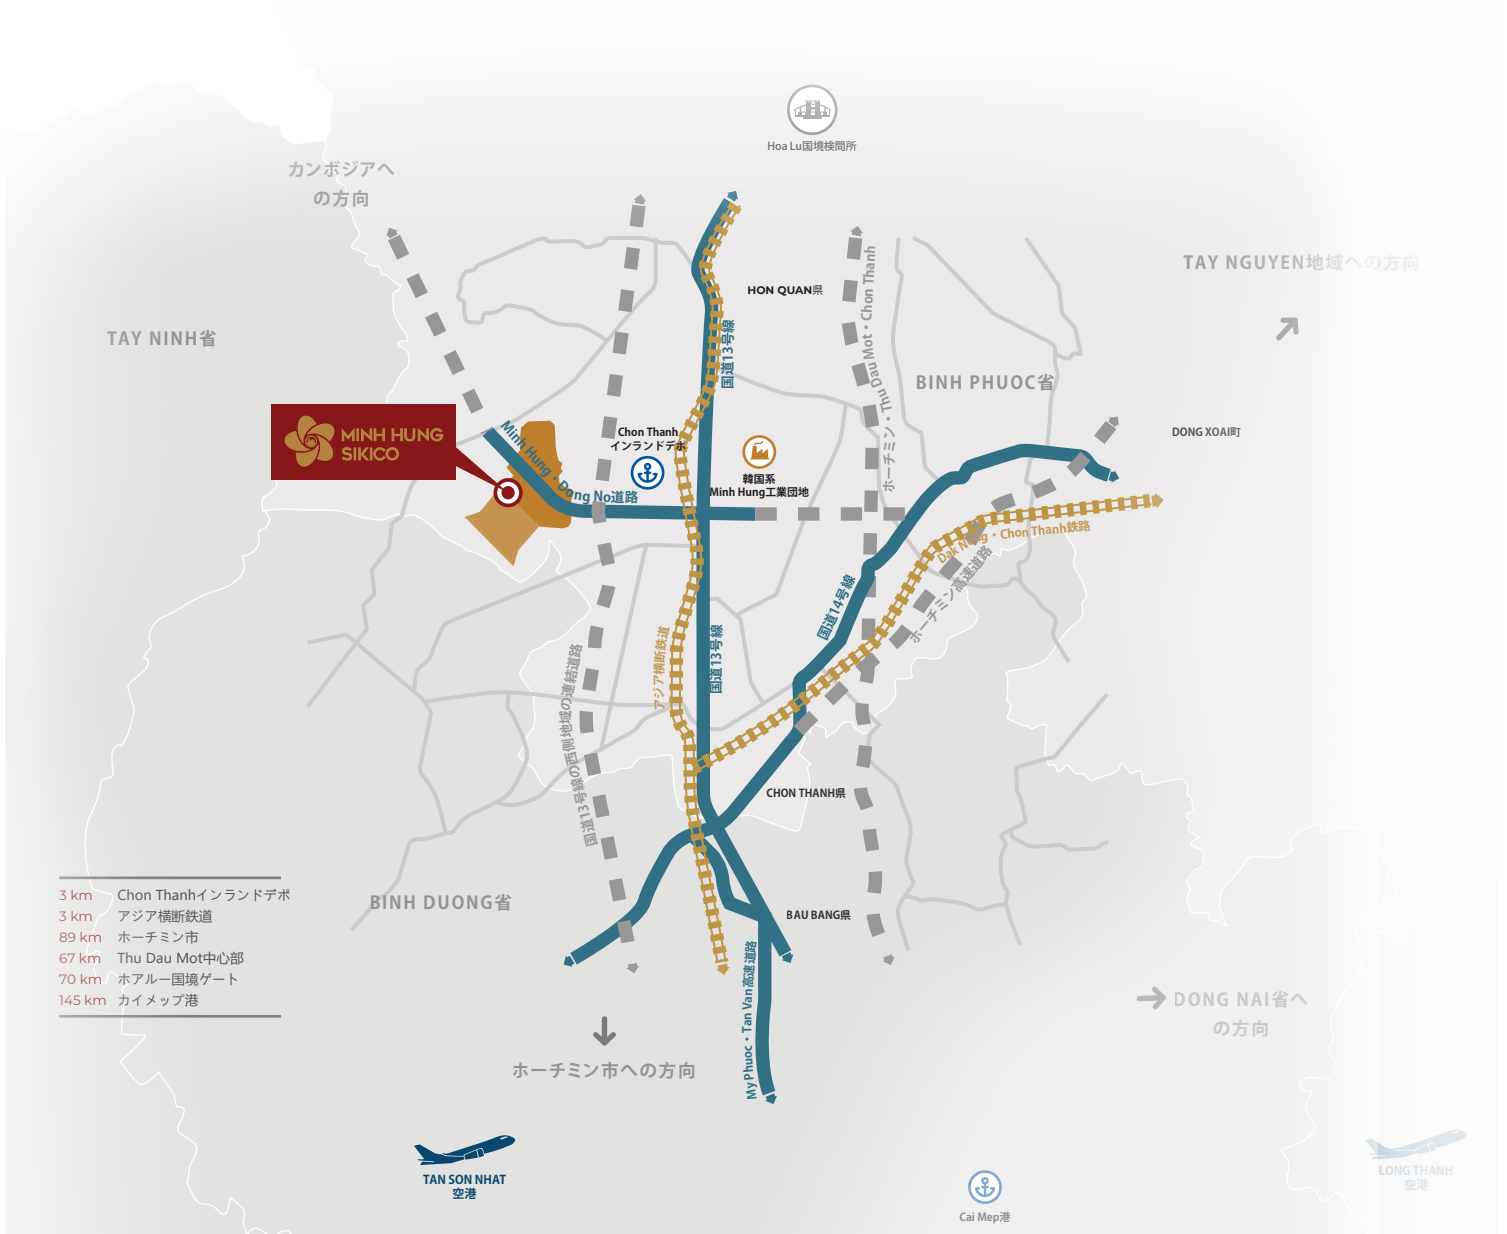 Hoa Lu国境検問所
カンボジアへ
の方向
TAY NGUYEN地域への方向
HON QUAN県
TAY NINH省
国道13号線
ホーチミン・Thu Dau Mot・Chon Thanh
BINH PHUOC省
DONG XOAI町
MINH HUNG
SIKICO
Minh Hung・Dong No道路
Chon Thanh
インランドデポ
韓国系
Minh Hung工業団地
Dak Nong・Chon Thanh鉄路
ホーチミン高速道路
国道14号線
アジア横断鉄道
国道13号線
国道13号線の西側地域の連結道路
CHON THANH県
BINH DUONG省
BAU BANG県
3 km Chon Thanhインランドデポ
3 km アジア横断鉄道
89 km ホーチミン市
67 km Thu Dau Mot中心部
70 km ホアルー国境ゲート
145 km カイメップ港
My Phuoc・Tan Van高速道路
DONG NAI省へ
の方向
ホーチミン市への方向
TAN SON NHAT
空港
LONG THANH
空港
Cai Mep港